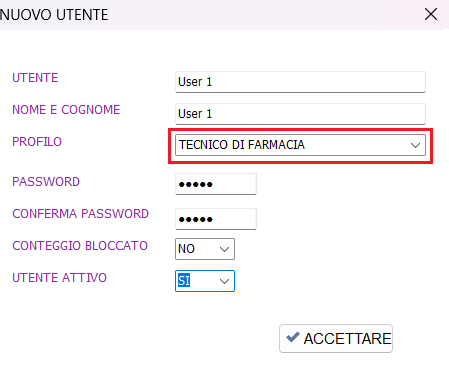 NUOVO UTENTE
UTENTE User 1
NOME E COGNOME User 1
PROFILO TECNICO DI FARMACIA
PASSWORD •••••
CONFERMA PASSWORD •••••
CONTEGGIO BLOCCATO NO
UTENTE ATTIVO SI
ACCETTARE